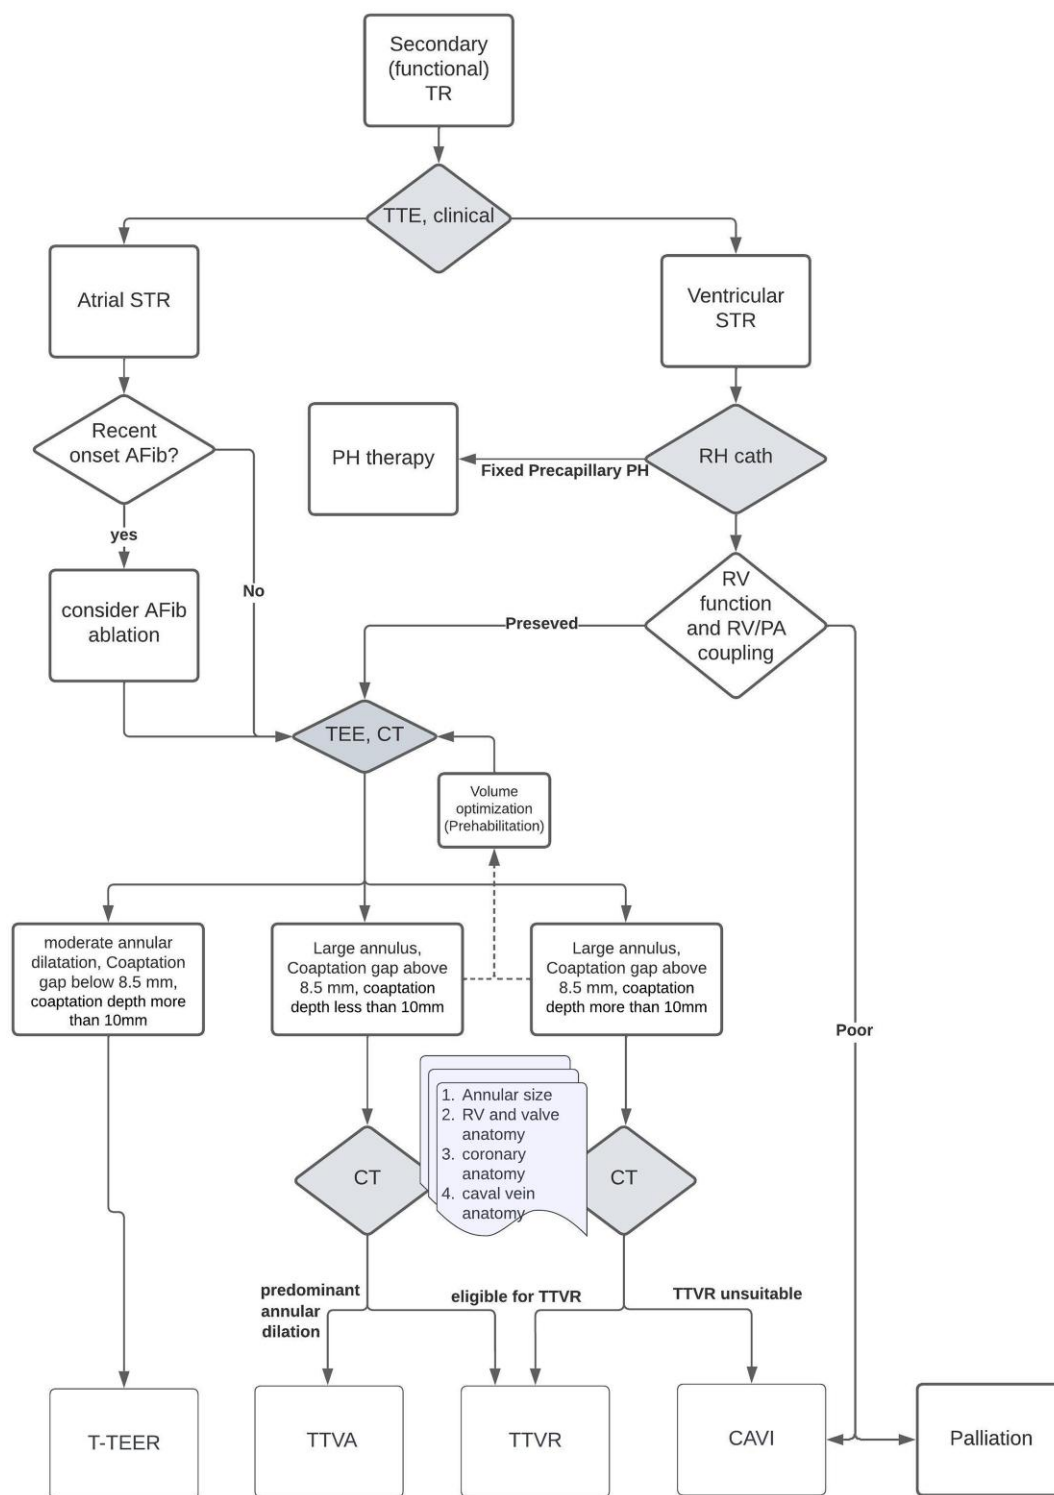 Secondary
(functional)
TR
TTE, clinical
Atrial STR
Ventricular
STR
Recent
onset AFib?
PH therapy
Fixed Precapillary PH
RH cath
yes
No
consider AFib
ablation
Preseved
RV
function
and RV/PA
coupling
TEE, CT
Volume
optimization
(Prehabilitation)
moderate annular
dilatation, Coaptation
gap below 8.5 mm,
coaptation depth more
than 10mm
Large annulus,
Coaptation gap above
8.5 mm, coaptation
depth less than 10mm
Large annulus,
Coaptation gap above
8.5 mm, coaptation
depth more than 10mm
Poor
CT
1. Annular size
2. RV and valve
anatomy
3. coronary
anatomy
4. caval vein
anatomy
CT
predominant
annular
dilation
eligible for TTVR
TTVR unsuitable
T-TEER
TTVA
TTVR
CAVI
Palliation